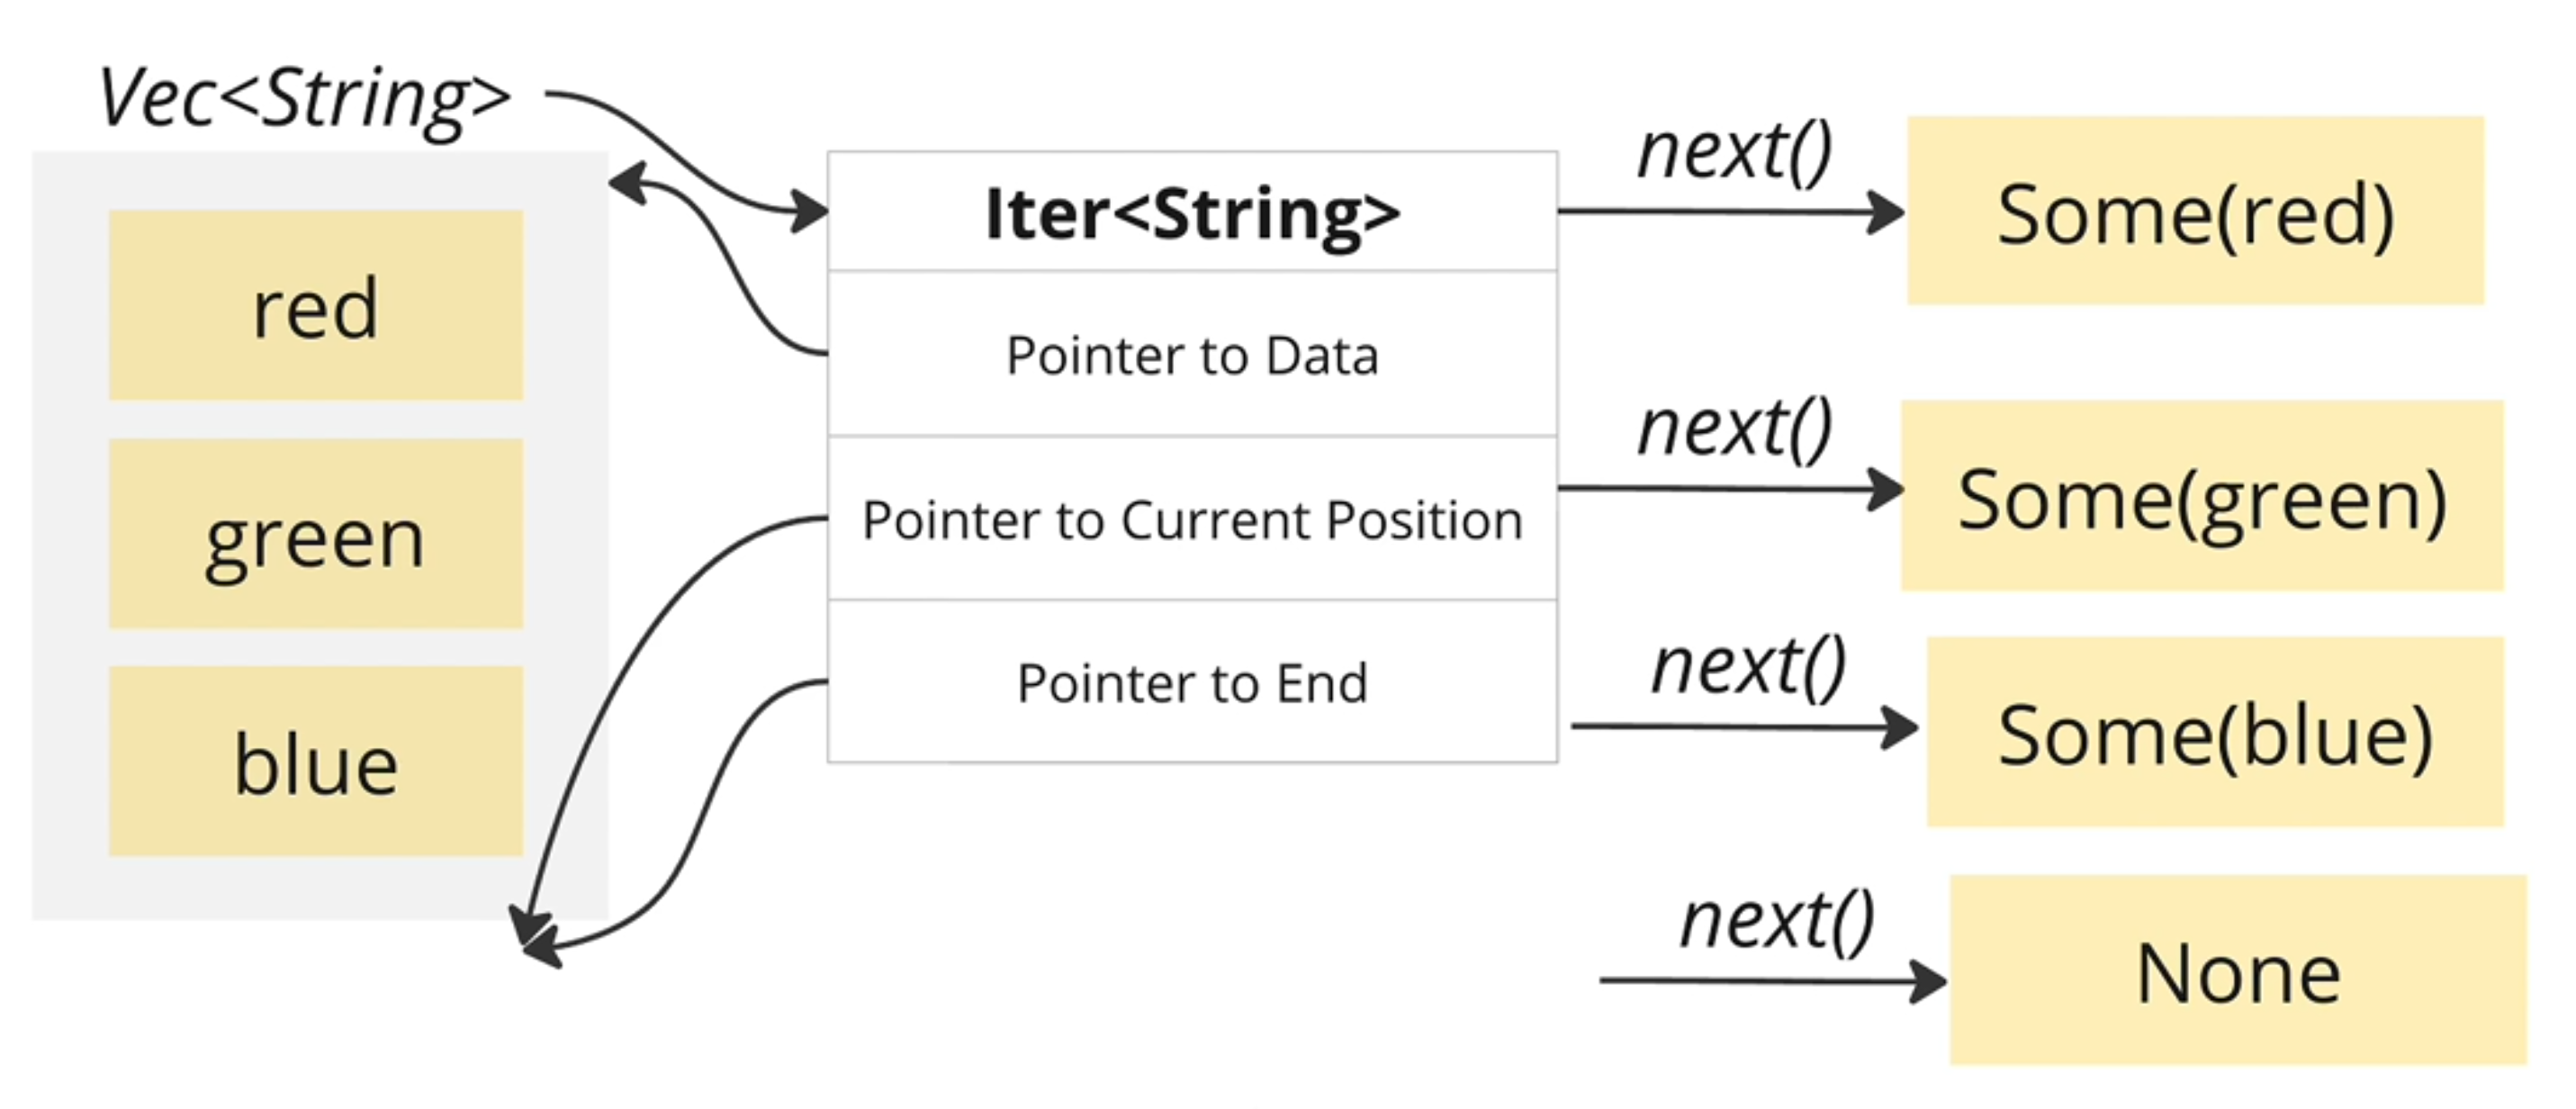 Vec<String>
red
green
blue
Iter<String>
Pointer to Data
Pointer to Current Position
Pointer to End
next()
Some(red)
next()
Some(green)
next()
Some(blue)
next()
None